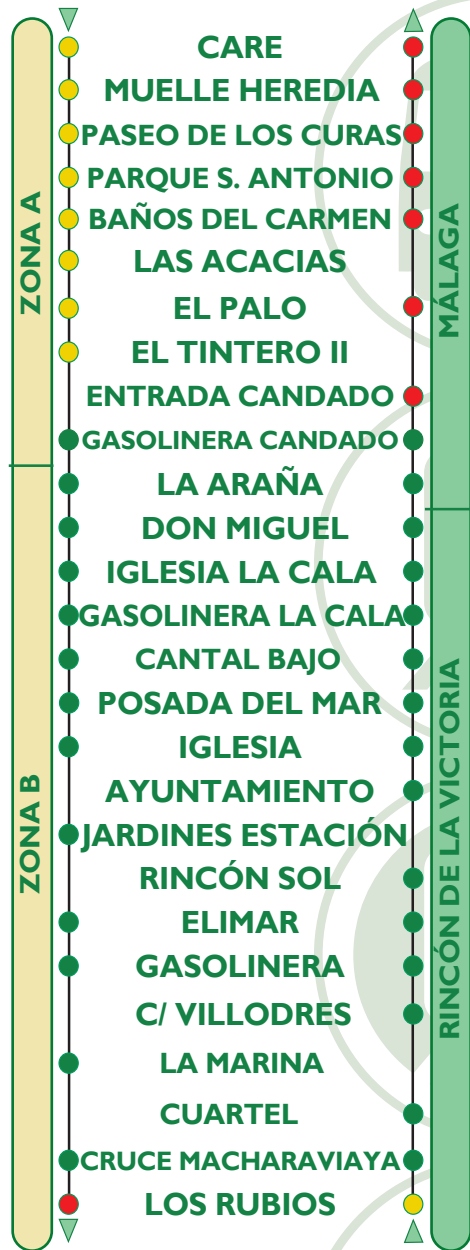 CARE
MUELLE HEREDIA
PASEO DE LOS CURAS
PARQUE S. ANTONIO
BAÑOS DEL CARMEN
LAS ACACIAS
EL PALO
EL TINTERO II
ENTRADA CANDADO
GASOLINERA CANDADO
LA ARAÑA
DON MIGUEL
IGLESIA LA CALA
GASOLINERA LA CALA
CANTAL BAJO
POSADA DEL MAR
IGLESIA
AYUNTAMIENTO
JARDINES ESTACIÓN
RINCÓN SOL
ELIMAR
GASOLINERA
C/ VILLODRES
LA MARINA
CUARTEL
CRUCE MACHARAVIAYA
LOS RUBIOS
ZONA A
ZONA B
MÁLAGA
RINCÓN DE LA VICTORIA